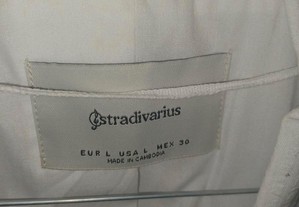 stradivarius
EUR L USA L MEX 30
MADE IN CAMBODIA